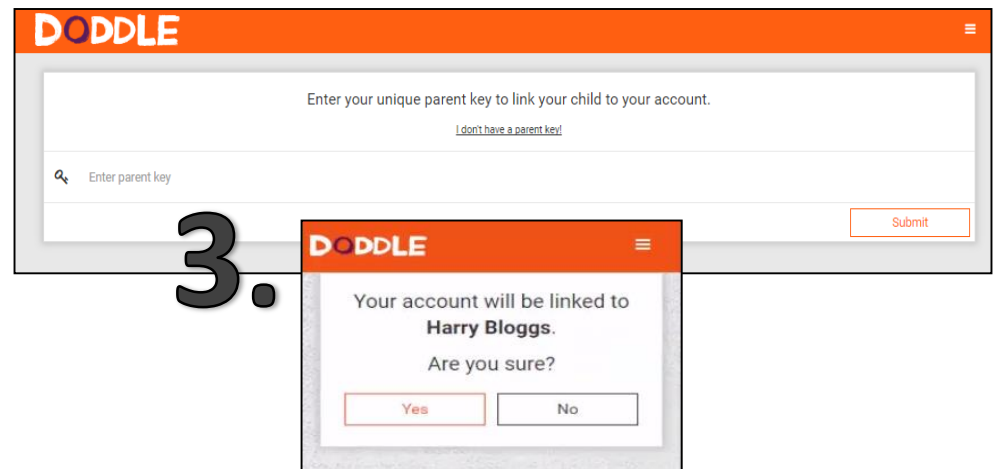 DODDLE
Enter your unique parent key to link your child to your account.
I don't have a parent key!
Enter parent key
Submit
3.
DODDLE
Your account will be linked to
Harry Bloggs.
Are you sure?
Yes No